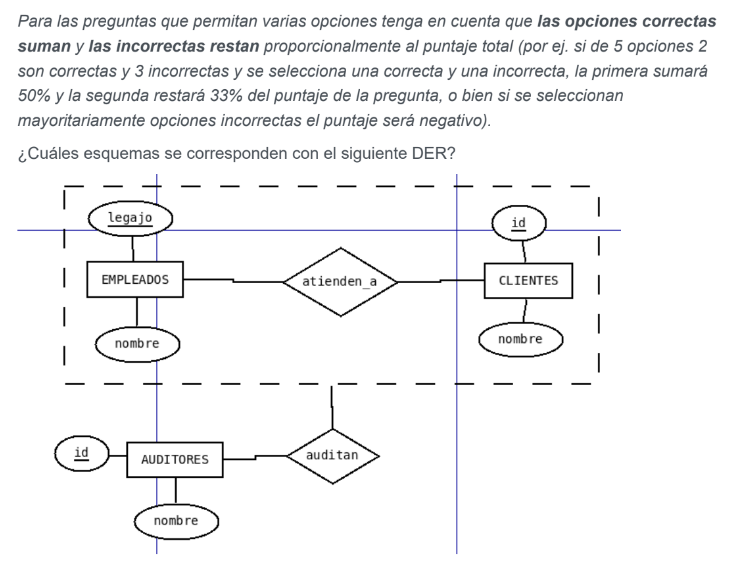 Para las preguntas que permitan varias opciones tenga en cuenta que las opciones correctas
suman y las incorrectas restan proporcionalmente al puntaje total (por ej. si de 5 opciones 2
son correctas y 3 incorrectas y se selecciona una correcta y una incorrecta, la primera sumará
50% y la segunda restará 33% del puntaje de la pregunta, o bien si se seleccionan
mayoritariamente opciones incorrectas el puntaje será negativo).
¿Cuáles esquemas se corresponden con el siguiente DER?
legajo
id
EMPLEADOS
atienden_a
CLIENTES
nombre
nombre
id
AUDITORES
auditan
nombre